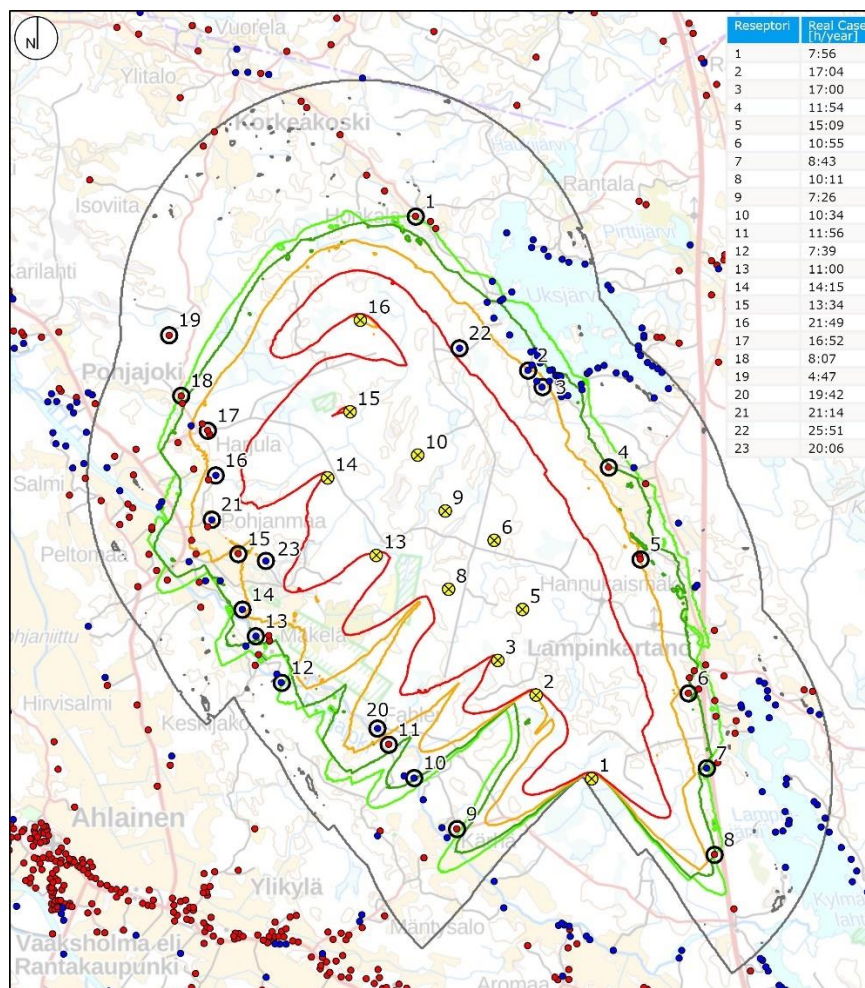 N
Vuorela
Ylitalo
Korkeakoski
Isoviita
Rantala
Karilahti
Pirttijärvi
Uksjärvi
Pohjajoki
Hanula
Salmi
Pohjanmaa
Peltomaa
Hannukaismaa
Lampinkartano
Mäkelä
Hirvisalmi
Keskijako
Ahlainen
Kärhä
Ylikylä
Mäntysalo
Vaaksholma eli
Rantakaupunki
Aromaa
1
16
22
2
3
19
18
15
17
10
4
14
16
9
21
6
5
15
23
13
8
14
5
13
3
12
2
6
20
11
1
7
10
9
8
Reseptori Real Case
[h/year]
1 7:56
2 17:04
3 17:00
4 11:54
5 15:09
6 10:55
7 8:43
8 10:11
9 7:26
10 10:34
11 11:56
12 7:39
13 11:00
14 14:15
15 13:34
16 21:49
17 16:52
18 8:07
19 4:47
20 19:42
21 21:14
22 25:51
23 20:06